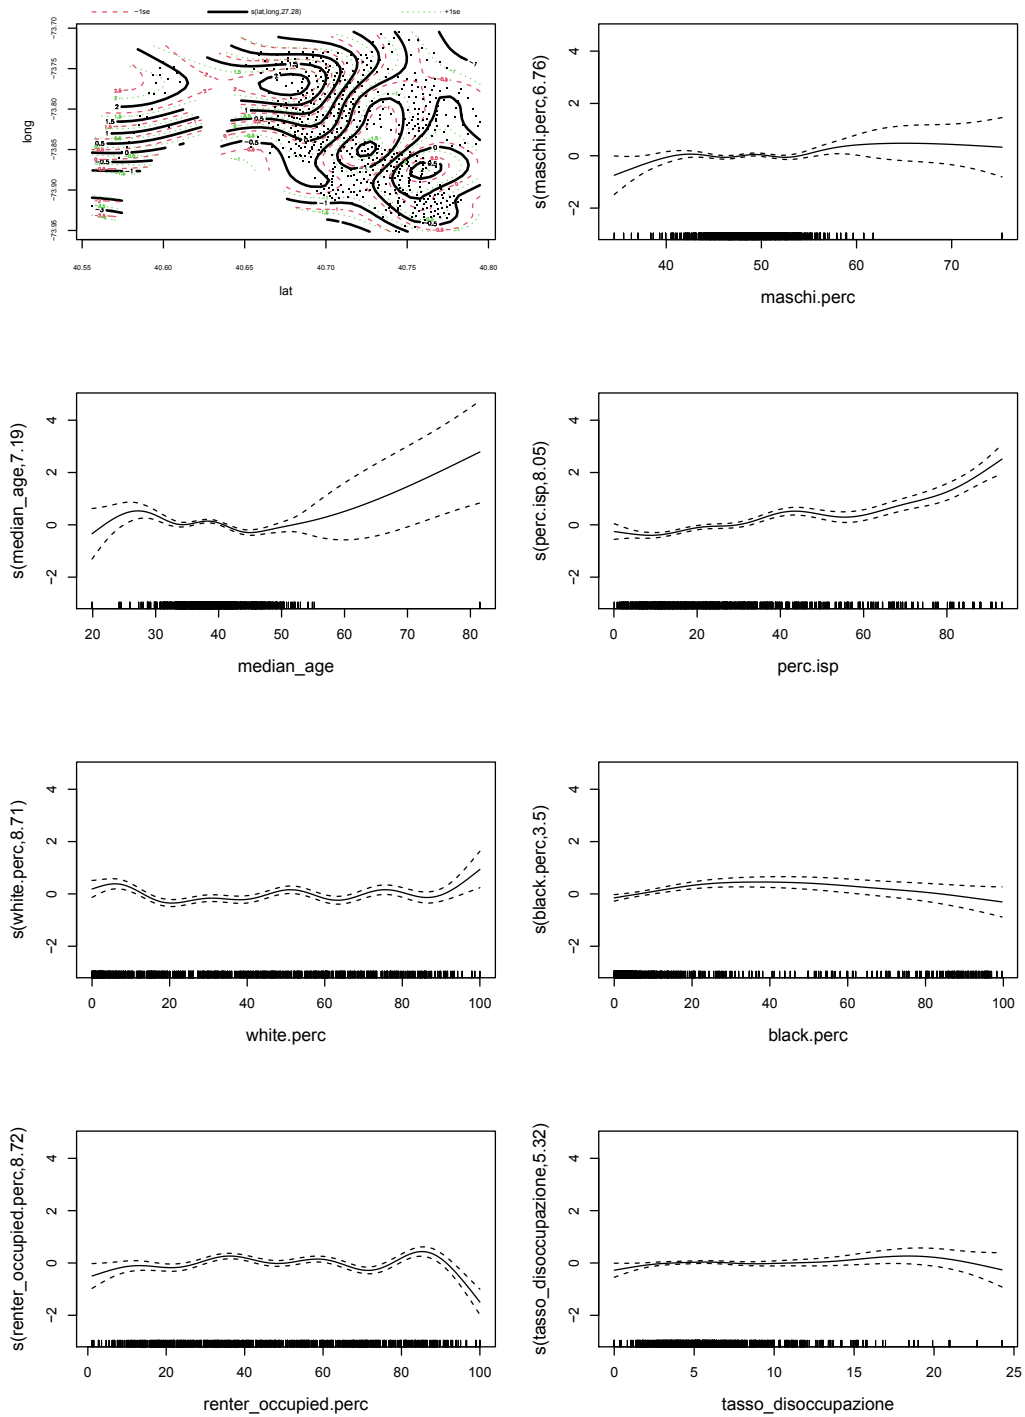 −1se s(lat,long,27.28) +1se
long
−73.70
−73.75
−73.80
−73.85
−73.90
−73.95
40.55 40.60 40.65 40.70 40.75 40.80
lat
s(maschi.perc,6.76)
4
2
0
−2
40 50 60 70
maschi.perc
s(median_age,7.19)
4
2
0
−2
20 30 40 50 60 70 80
median_age
s(perc.isp,8.05)
4
2
0
−2
0 20 40 60 80
perc.isp
s(white.perc,8.71)
4
2
0
−2
0 20 40 60 80 100
white.perc
s(black.perc,3.5)
4
2
0
−2
0 20 40 60 80 100
black.perc
s(renter_occupied.perc,8.72)
4
2
0
−2
0 20 40 60 80 100
renter_occupied.perc
s(tasso_disoccupazione,5.32)
4
2
0
−2
0 5 10 15 20 25
tasso_disoccupazione